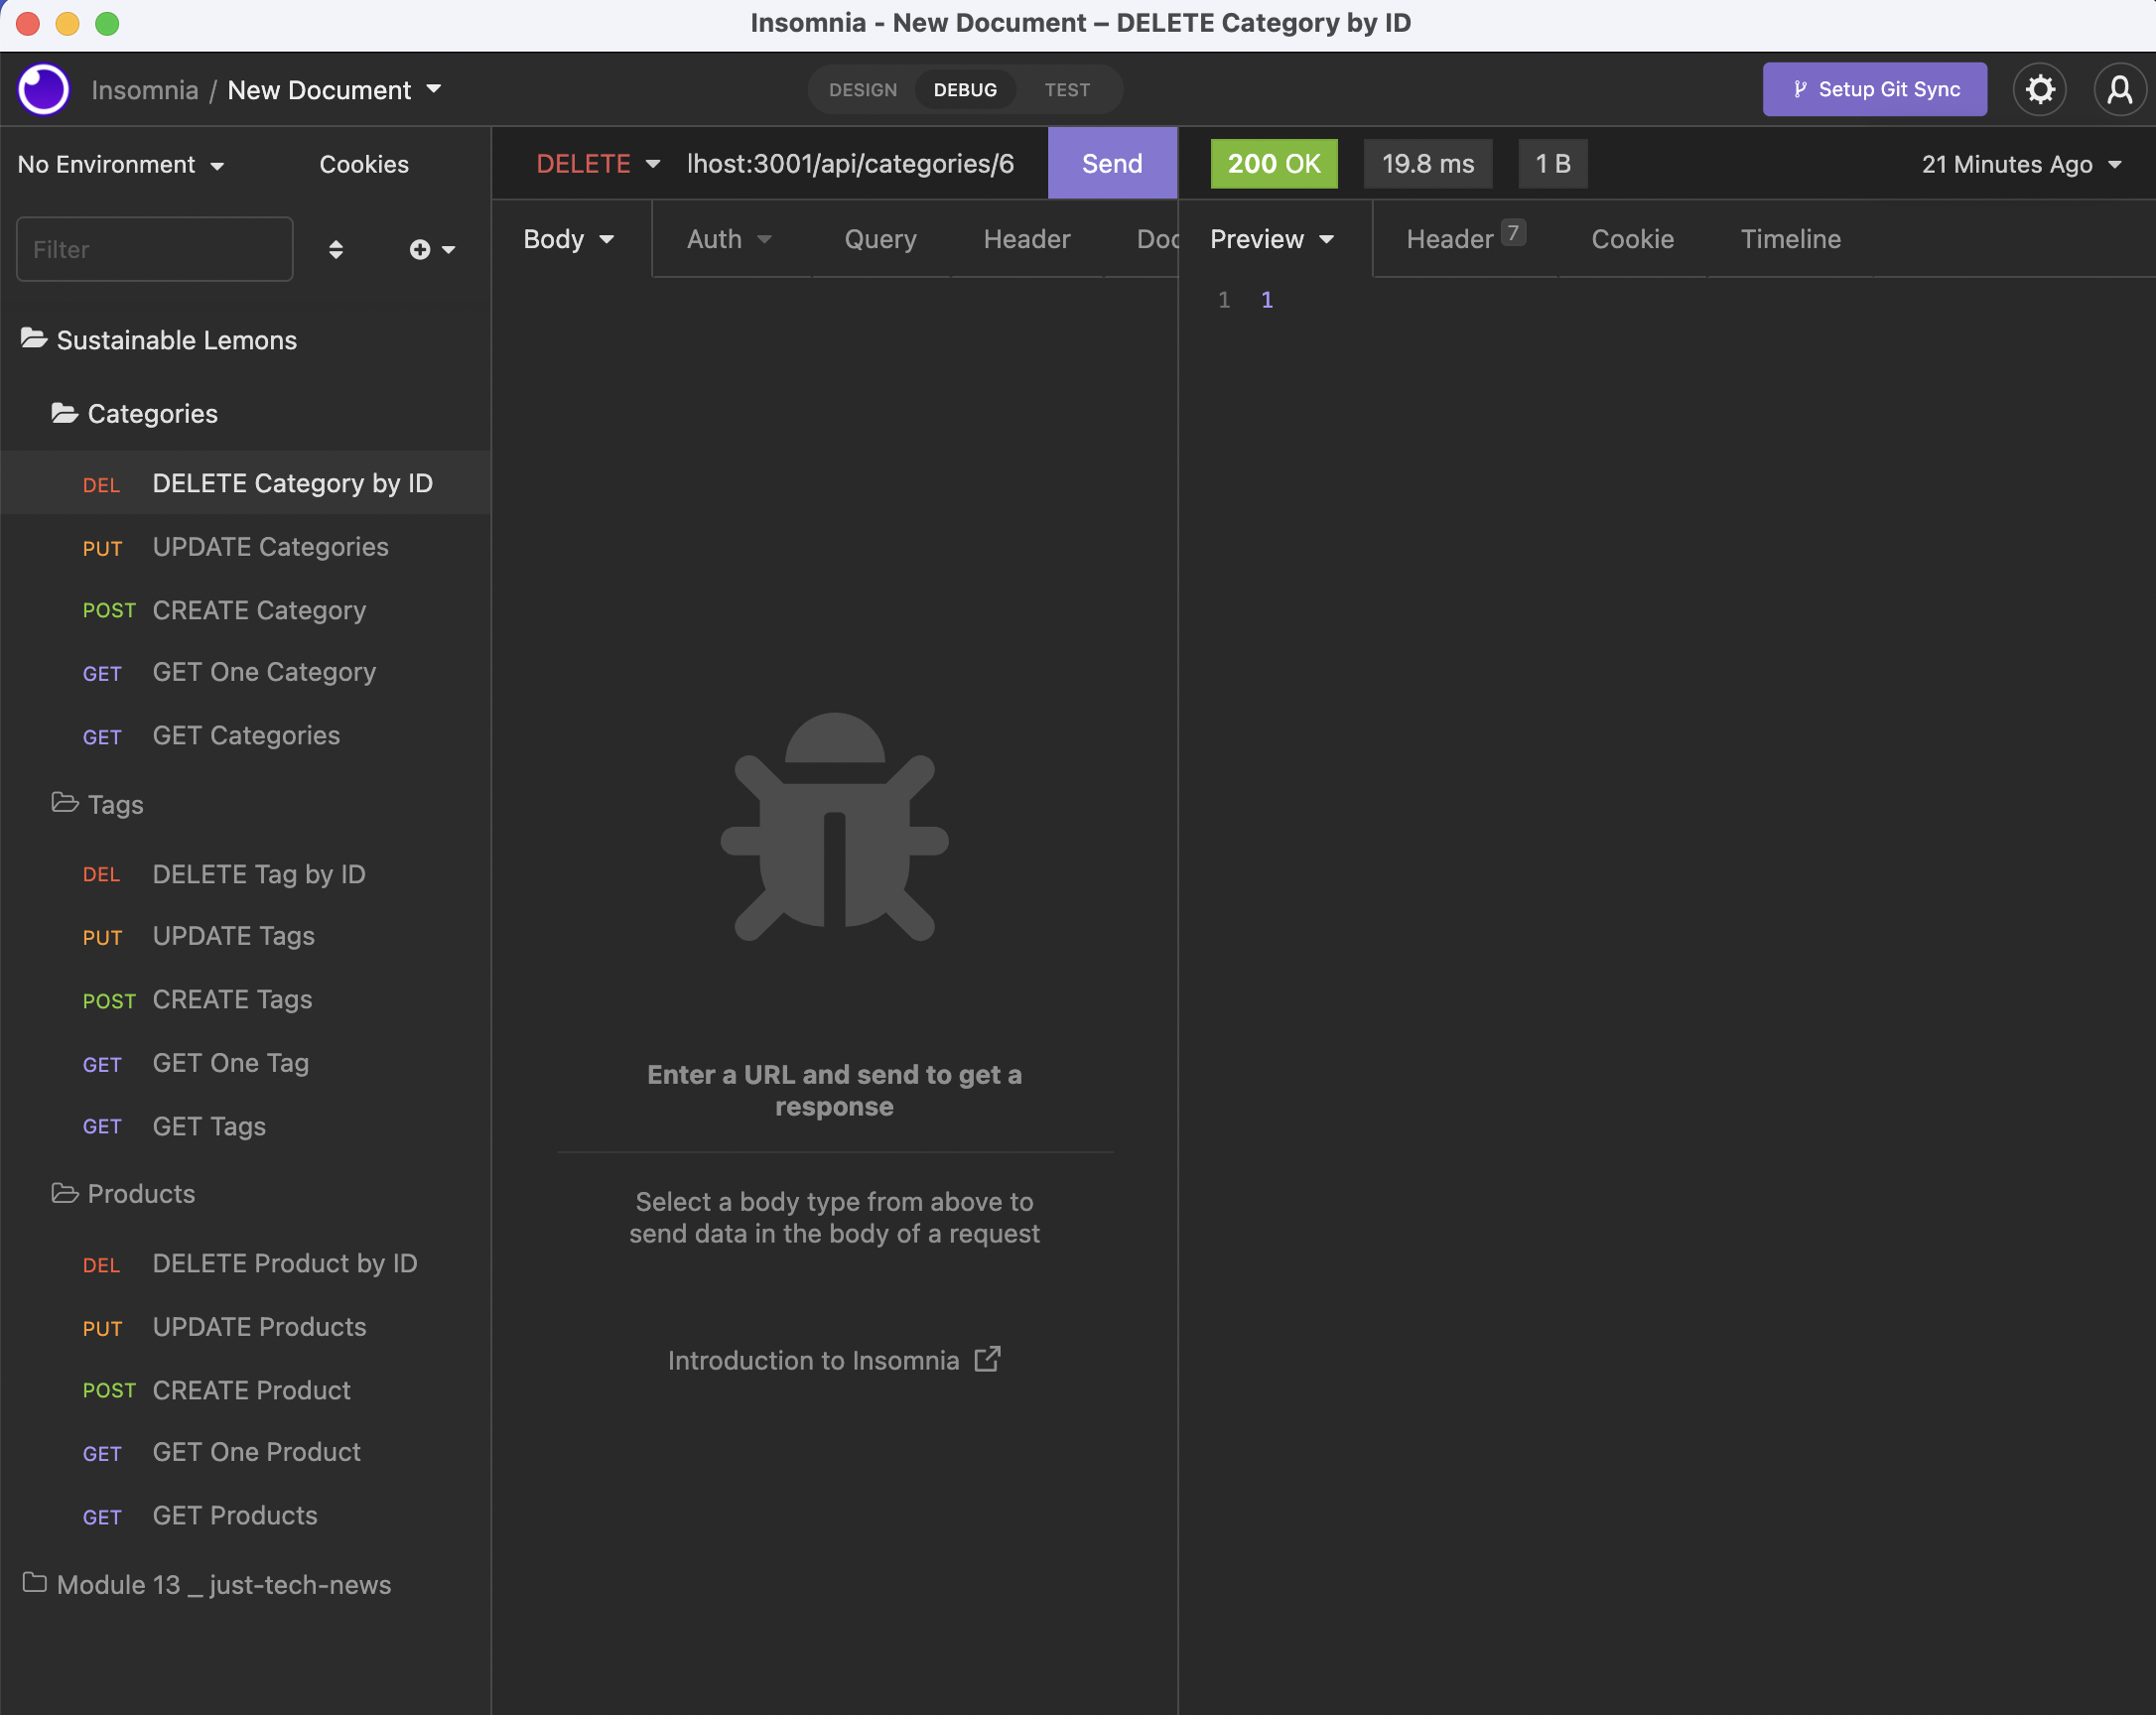 Insomnia - New Document – DELETE Category by ID
Insomnia / New Document
DESIGN DEBUG TEST
Setup Git Sync
No Environment Cookies
DELETE lhost:3001/api/categories/6 Send
200 OK 19.8 ms 1 B 21 Minutes Ago
Filter
Body Auth Query Header Doc
Preview Header 7 Cookie Timeline
1 1
Sustainable Lemons
Categories
DEL DELETE Category by ID
PUT UPDATE Categories
POST CREATE Category
GET GET One Category
GET GET Categories
Tags
DEL DELETE Tag by ID
PUT UPDATE Tags
POST CREATE Tags
GET GET One Tag
GET GET Tags
Products
DEL DELETE Product by ID
PUT UPDATE Products
POST CREATE Product
GET GET One Product
GET GET Products
Module 13 _ just-tech-news
Enter a URL and send to get a
response
Select a body type from above to
send data in the body of a request
Introduction to Insomnia